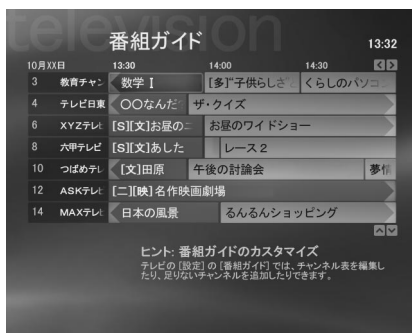 television
番組ガイド 13:32
10月XX日 13:30 14:00 14:30
3 教育チャン 数学 I [多]“子供らしさ くらしのパソコン
4 テレビ日東 〇〇なんだ ザ・クイズ
6 XYZテレビ [S][文]お昼のニ お昼のワイドショー
8 六甲テレビ [S][文]あした レース2
10 つばめテレ [文]田原 午後の討論会 夢情
12 ASKテレビ [二][映]名作映画劇場
14 MAXテレビ 日本の風景 るんるんショッピング
ヒント: 番組ガイドのカスタマイズ
テレビの [設定] の [番組ガイド] では、チャンネル表を編集し
たり、足りないチャンネルを追加したりできます。